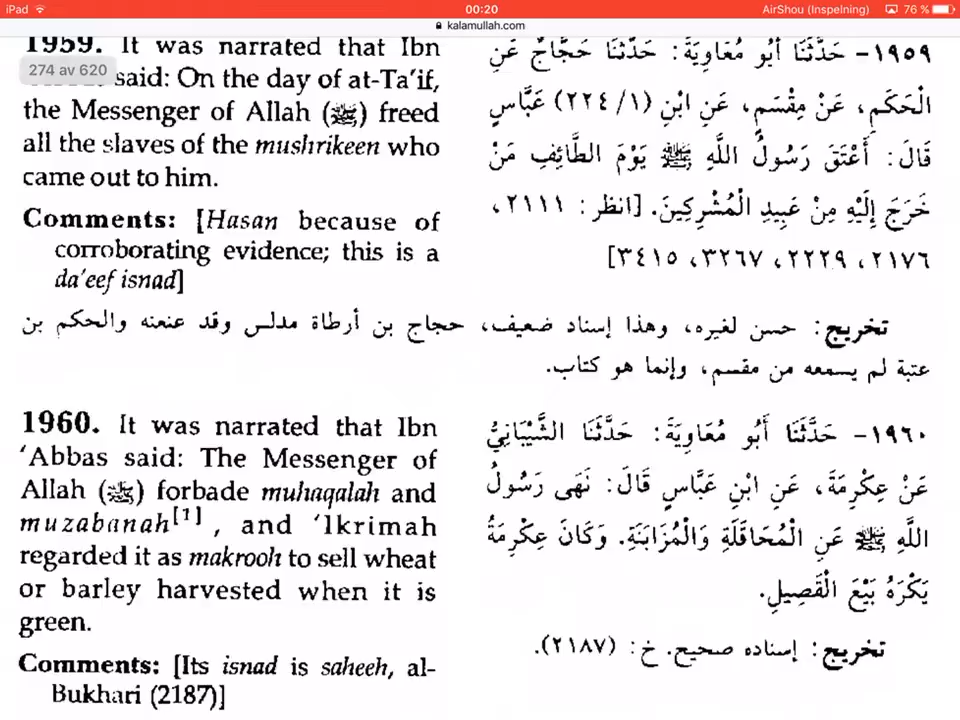 iPad 00:20 AirShou (Inspelning) 76 %
kalamullah.com
1959. It was narrated that Ibn
274 av 620 said: On the day of at-Ta'if,
the Messenger of Allah (ﷺ) freed
all the slaves of the mushrikeen who
came out to him.
Comments: [Hasan because of
corroborating evidence; this is a
da'eef isnad]
١٩٥٩- حَدَّثَنَا أَبُو مُعَاوِيَةَ: حَدَّثَنَا حَجَّاجٌ عَنِ
الْحَكَمِ، عَنْ مِقْسَمٍ، عَنِ ابْنِ (١/ ٢٢٤) عَبَّاسٍ
قَالَ: أَعْتَقَ رَسُولُ اللَّهِ ﷺ يَوْمَ الطَّائِفِ مَنْ
خَرَجَ إِلَيْهِ مِنْ عَبِيدِ الْمُشْرِكِينَ. [انظر: ٢١١١،
٢١٧٦، ٢٢٢٩، ٣٢٦٧، ٣٤١٥]
تخريج: حسن لغيره، وهذا إسناد ضعيف، حجاج بن أرطاة مدلس وقد عنعنه والحكم بن
عتبة لم يسمعه من مقسم، وإنما هو كتاب.
1960. It was narrated that Ibn
'Abbas said: The Messenger of
Allah (ﷺ) forbade muhaqalah and
muzabanah[1], and 'Ikrimah
regarded it as makrooh to sell wheat
or barley harvested when it is
green.
Comments: [Its isnad is saheeh, al-
Bukhari (2187)]
١٩٦٠- حَدَّثَنَا أَبُو مُعَاوِيَةَ: حَدَّثَنَا الشَّيْبَانِيُّ
عَنْ عِكْرِمَةَ، عَنِ ابْنِ عَبَّاسٍ قَالَ: نَهَى رَسُولُ
اللَّهِ ﷺ عَنِ الْمُحَاقَلَةِ وَالْمُزَابَنَةِ. وَكَانَ عِكْرِمَةُ
يَكْرَهُ بَيْعَ الْقَصِيلِ.
تخريج: إسناده صحيح. خ: (٢١٨٧).